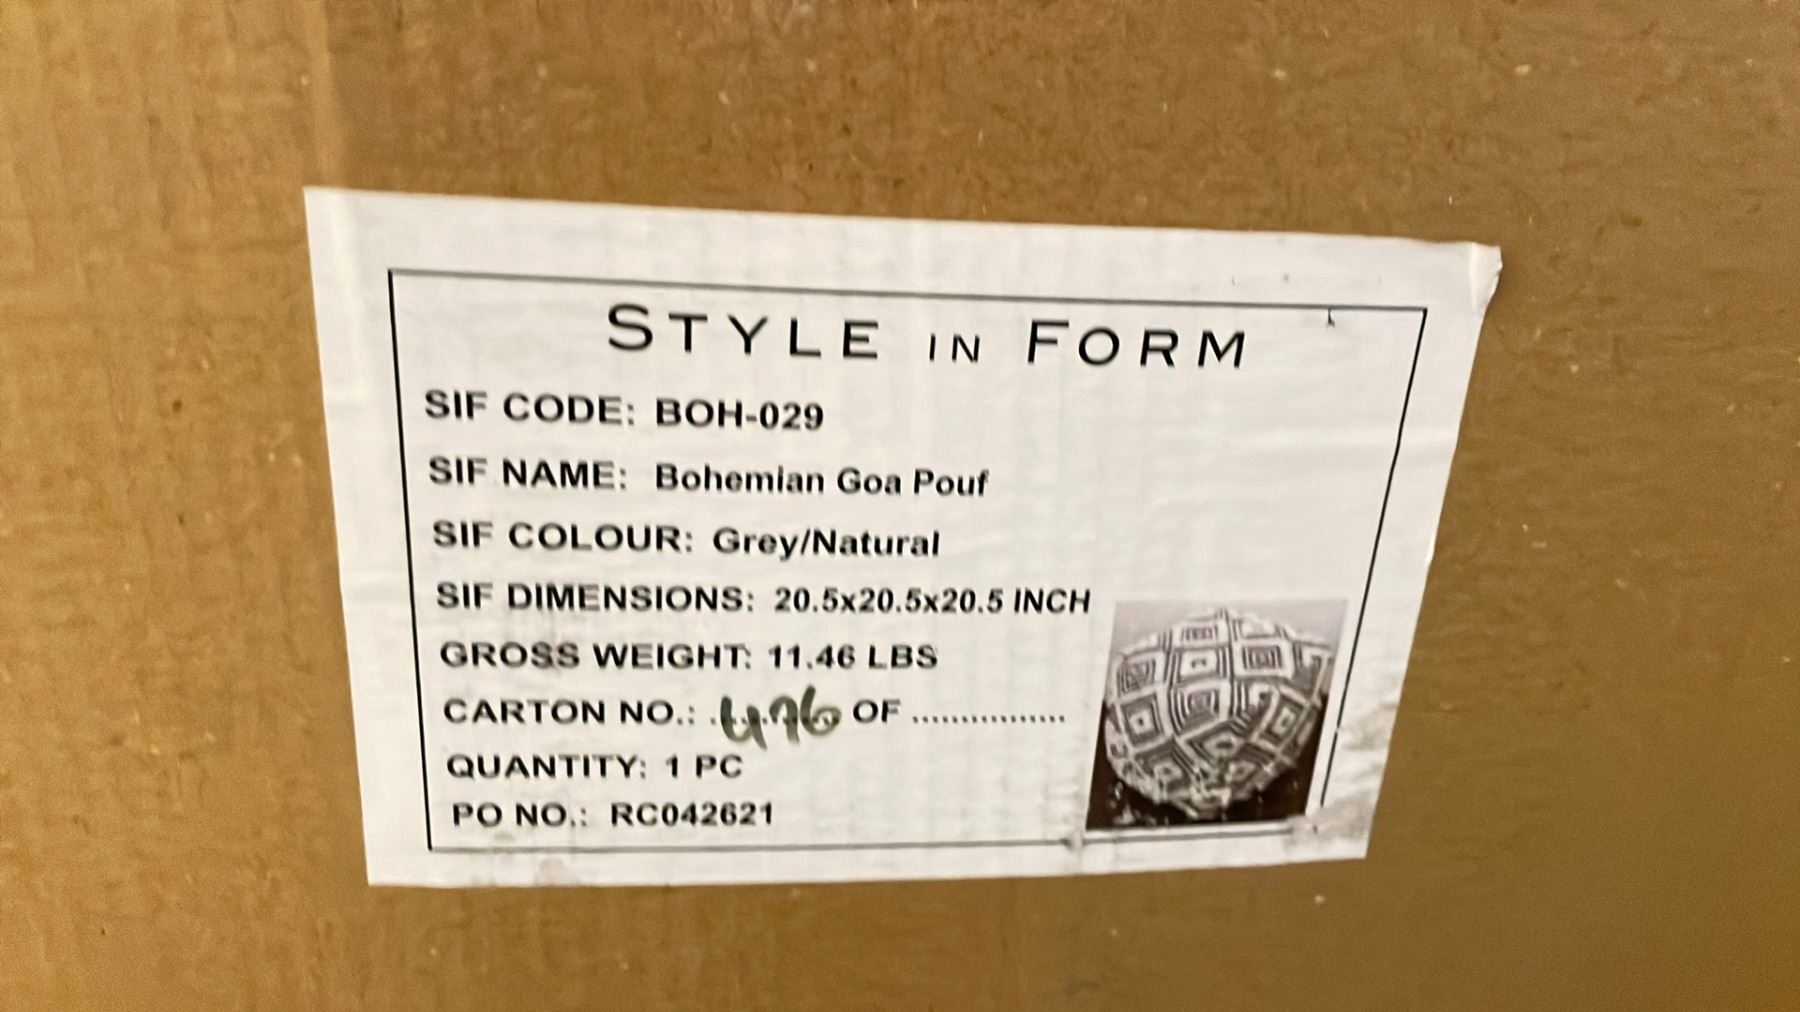 STYLE IN FORM
SIF CODE: BOH-029
SIF NAME: Bohemian Goa Pouf
SIF COLOUR: Grey/Natural
SIF DIMENSIONS: 20.5x20.5x20.5 INCH
GROSS WEIGHT: 11.46 LBS
CARTON NO.: .496 OF ................
QUANTITY: 1 PC
PO NO.: RC042621